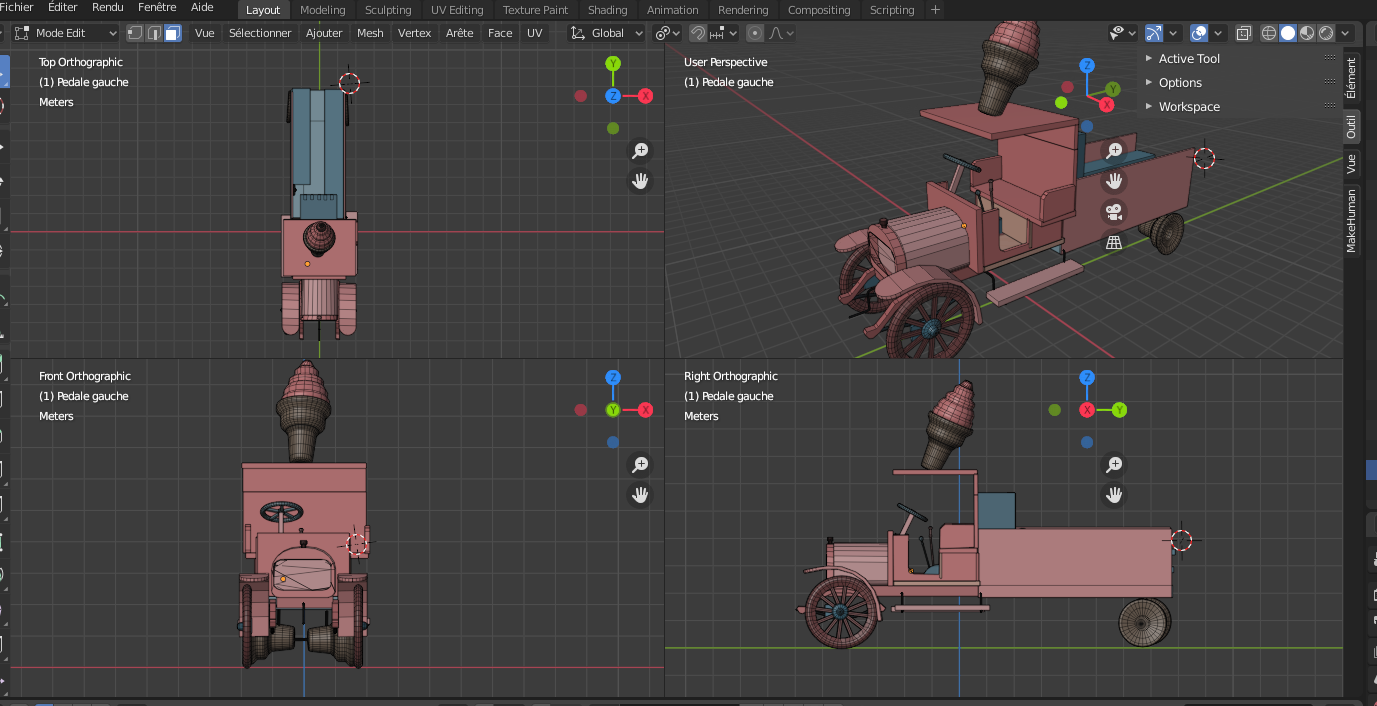 Fichier Éditer Rendu Fenêtre Aide Layout Modeling Sculpting UV Editing Texture Paint Shading Animation Rendering Compositing Scripting +
Mode Edit Vue Sélectionner Ajouter Mesh Vertex Arête Face UV Global
Top Orthographic
(1) Pedale gauche
Meters
Y
Z
X
User Perspective
(1) Pedale gauche
Z
Y
X
Active Tool
Options
Workspace
Élément
Outil
Vue
MakeHuman
Front Orthographic
(1) Pedale gauche
Meters
Z
Y
X
Right Orthographic
(1) Pedale gauche
Meters
Z
X
Y